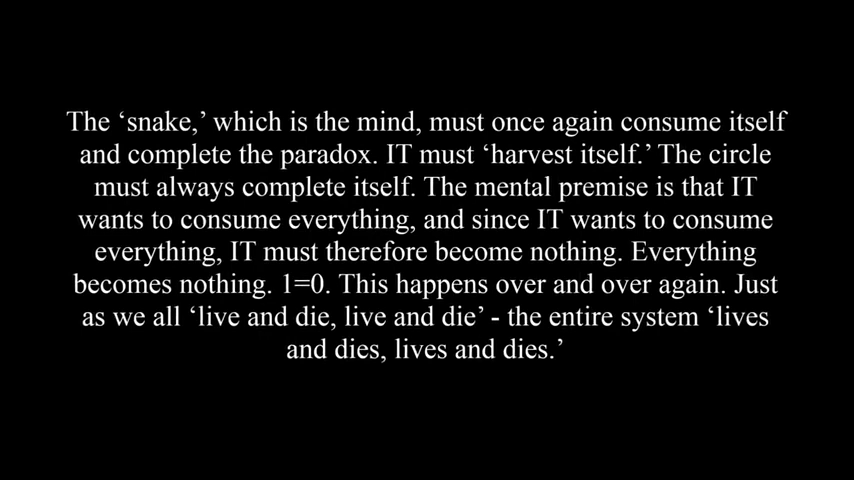 The ‘snake,’ which is the mind, must once again consume itself
and complete the paradox. IT must ‘harvest itself.’ The circle
must always complete itself. The mental premise is that IT
wants to consume everything, and since IT wants to consume
everything, IT must therefore become nothing. Everything
becomes nothing. 1=0. This happens over and over again. Just
as we all ‘live and die, live and die’ - the entire system ‘lives
and dies, lives and dies.’